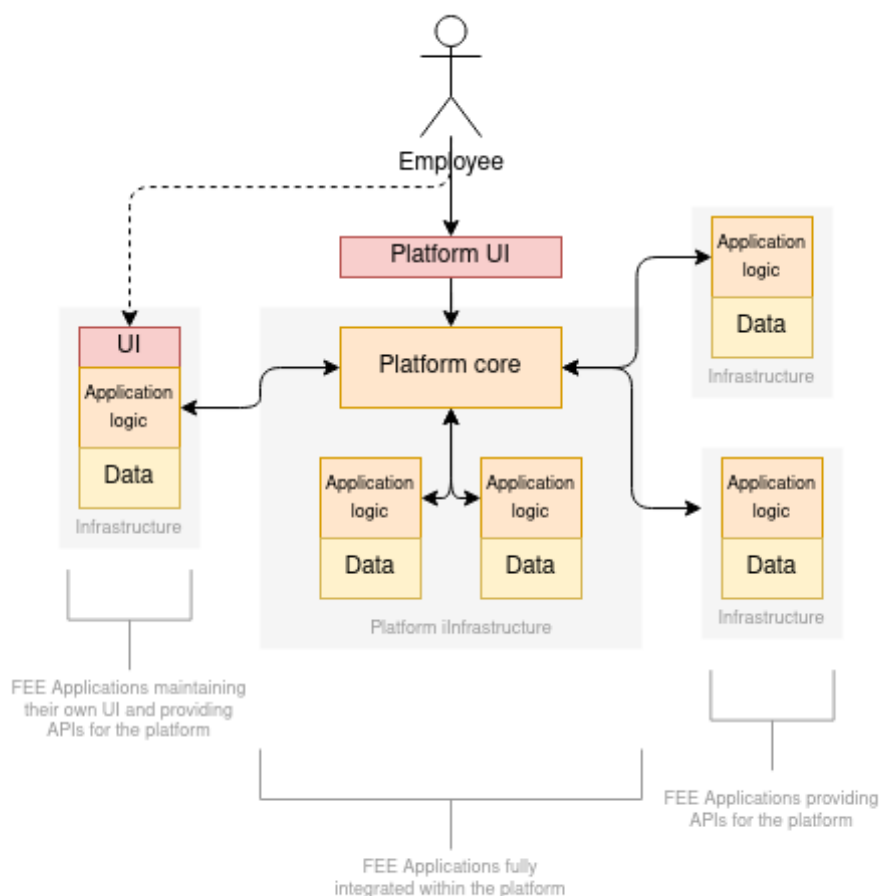 Employee
Platform UI
Application
logic
Data
Infrastructure
UI
Application
logic
Data
Infrastructure
Platform core
Application
logic
Data
Application
logic
Data
Platform iInfrastructure
Application
logic
Data
Infrastructure
FEE Applications maintaining
their own UI and providing
APIs for the platform
FEE Applications providing
APIs for the platform
FEE Applications fully
integrated within the platform